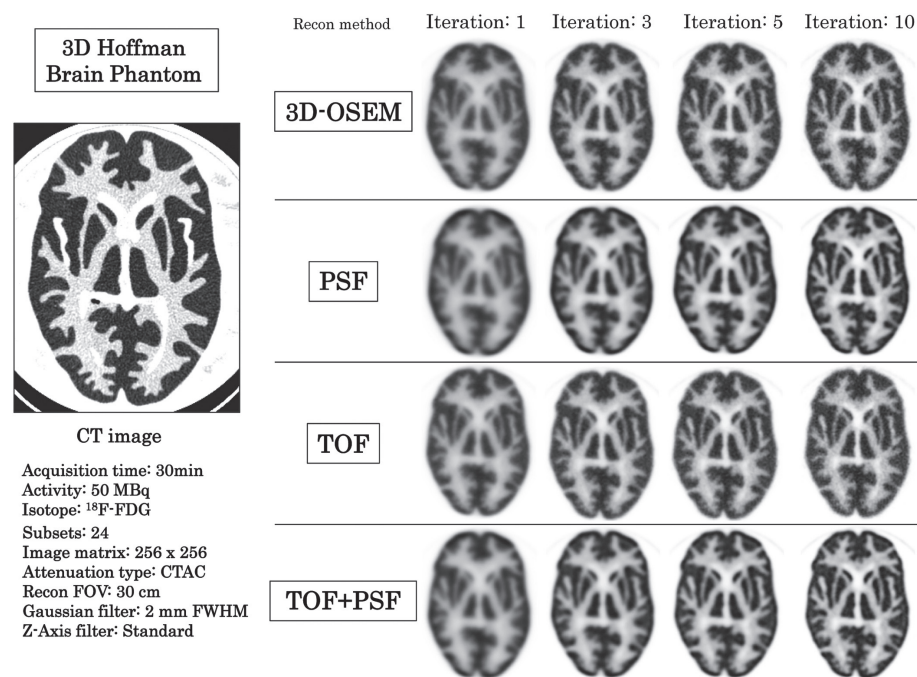 3D Hoffman
Brain Phantom
CT image
Acquisition time: 30min
Activity: 50 MBq
Isotope: ¹⁸F-FDG
Subsets: 24
Image matrix: 256 x 256
Attenuation type: CTAC
Recon FOV: 30 cm
Gaussian filter: 2 mm FWHM
Z-Axis filter: Standard
Recon method Iteration: 1 Iteration: 3 Iteration: 5 Iteration: 10
3D-OSEM
PSF
TOF
TOF+PSF